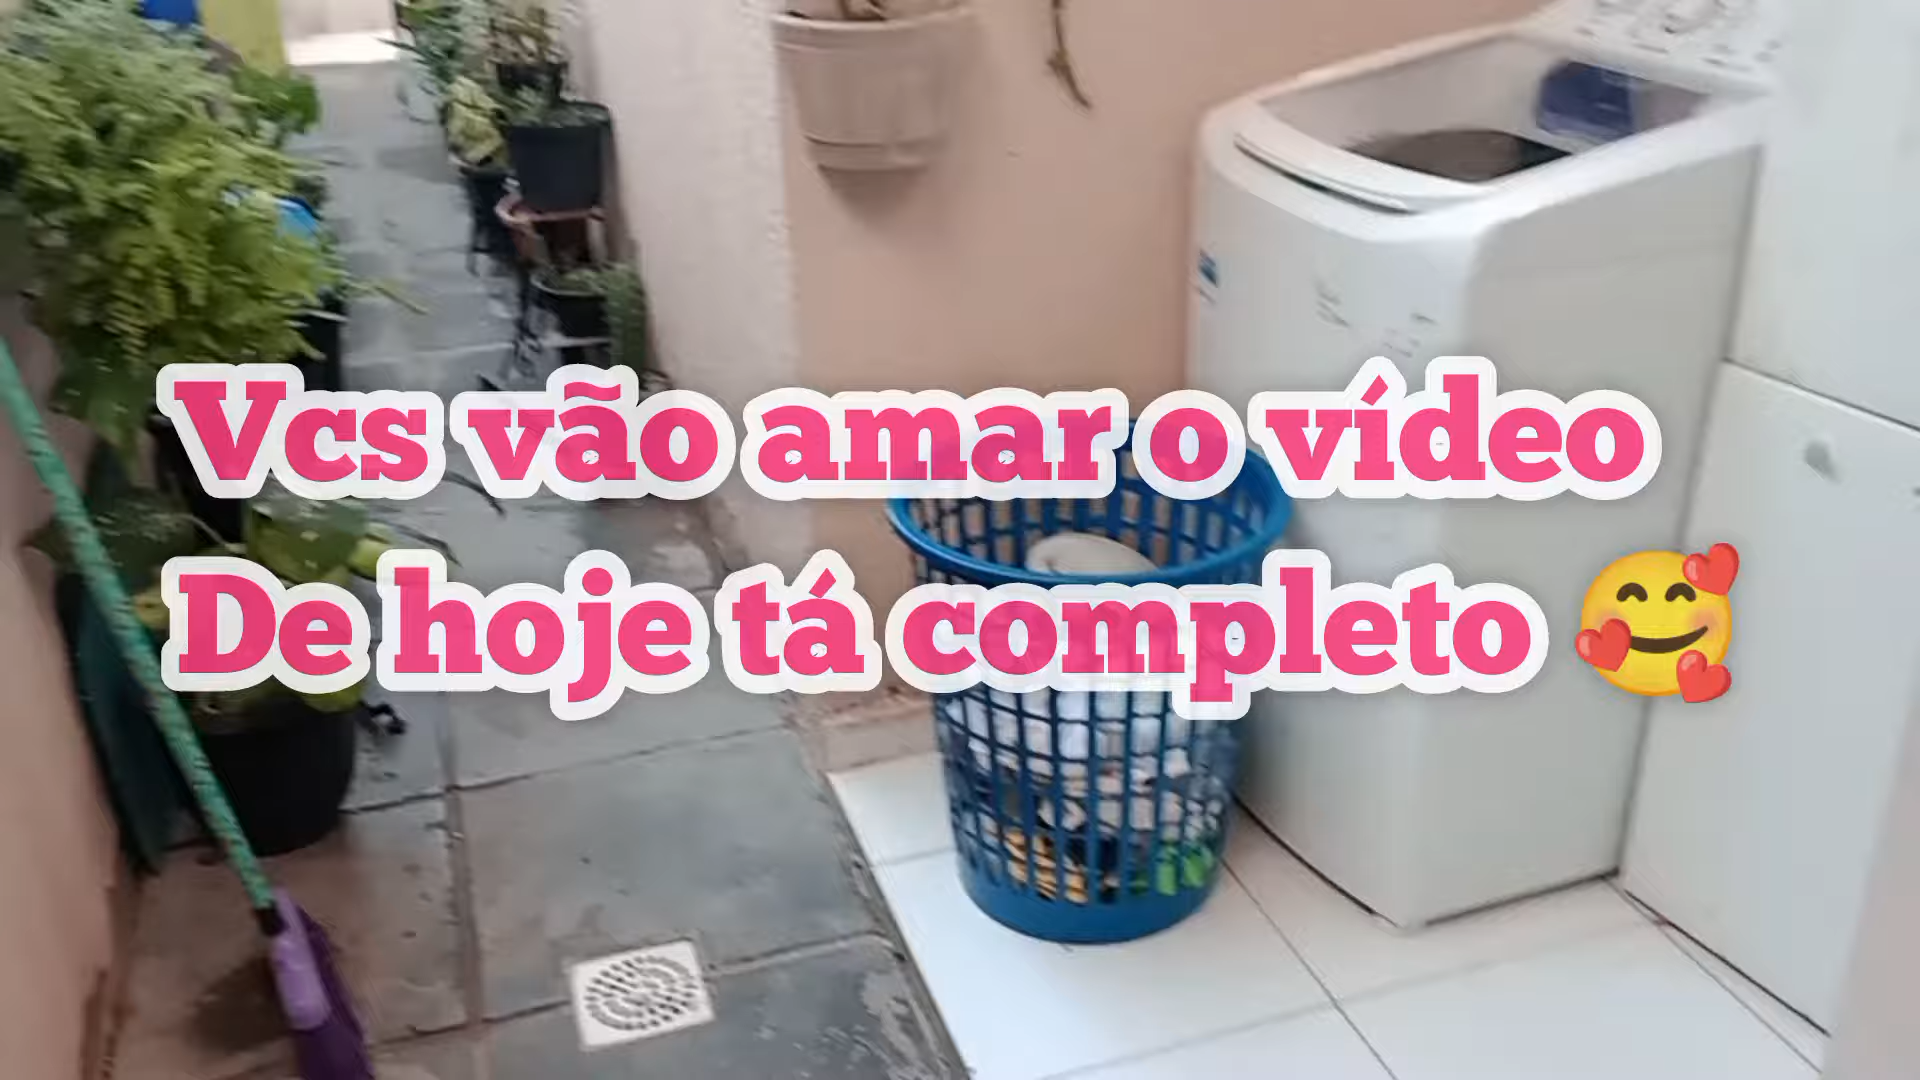 Vcs vão amar o vídeo
De hoje tá completo 🥰